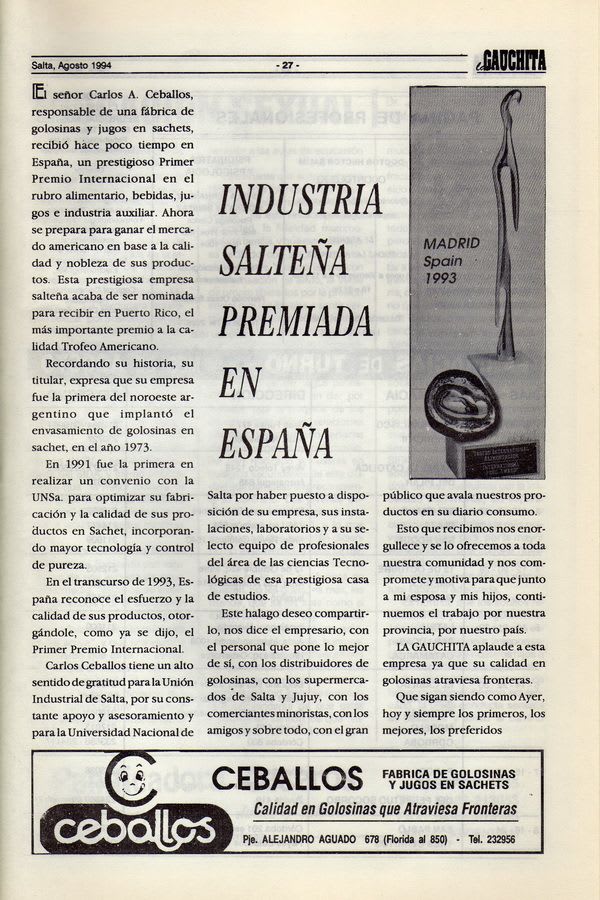 Salta, Agosto 1994
- 27 -
la GAUCHITA
El señor Carlos A. Ceballos,
responsable de una fábrica de
golosinas y jugos en sachets,
recibió hace poco tiempo en
España, un prestigioso Primer
Premio Internacional en el
rubro alimentario, bebidas, ju-
gos e industria auxiliar. Ahora
se prepara para ganar el merca-
do americano en base a la cali-
dad y nobleza de sus produc-
tos. Esta prestigiosa empresa
salteña acaba de ser nominada
para recibir en Puerto Rico, el
más importante premio a la ca-
lidad Trofeo Americano.
Recordando su historia, su
titular, expresa que su empresa
fue la primera del noroeste ar-
gentino que implantó el
envasamiento de golosinas en
sachet, en el año 1973.
En 1991 fue la primera en
realizar un convenio con la
UNSa. para optimizar su fabri-
cación y la calidad de sus pro-
ductos en Sachet, incorporan-
do mayor tecnología y control
de pureza.
En el transcurso de 1993, Es-
paña reconoce el esfuerzo y la
calidad de sus productos, otor-
gándole, como ya se dijo, el
Primer Premio Internacional.
Carlos Ceballos tiene un alto
sentido de gratitud para la Unión
Industrial de Salta, por su cons-
tante apoyo y asesoramiento y
para la Universidad Nacional de
INDUSTRIA
SALTEÑA
PREMIADA
EN
ESPAÑA
MADRID
Spain
1993
TROFEO INTERNACIONAL
ALIMENTACION
INTERNATIONAL
FOOD AWARD
Salta por haber puesto a dispo-
sición de su empresa, sus insta-
laciones, laboratorios y a su se-
lecto equipo de profesionales
del área de las ciencias Tecno-
lógicas de esa prestigiosa casa
de estudios.
Este halago deseo compartir-
lo, nos dice el empresario, con
el personal que pone lo mejor
de sí, con los distribuidores de
golosinas, con los supermerca-
dos de Salta y Jujuy, con los
comerciantes minoristas, con los
amigos y sobre todo, con el gran
público que avala nuestros pro-
ductos en su diario consumo.
Esto que recibimos nos enor-
gullece y se lo ofrecemos a toda
nuestra comunidad y nos com-
promete y motiva para que junto
a mi esposa y mis hijos, conti-
nuemos el trabajo por nuestra
provincia, por nuestro país.
LA GAUCHITA aplaude a esta
empresa ya que su calidad en
golosinas atraviesa fronteras.
Que sigan siendo como Ayer,
hoy y siempre los primeros, los
mejores, los preferidos
ceballos
CEBALLOS FABRICA DE GOLOSINAS
Y JUGOS EN SACHETS
Calidad en Golosinas que Atraviesa Fronteras
Pje. ALEJANDRO AGUADO 678 (Florida al 850) - Tel. 232956